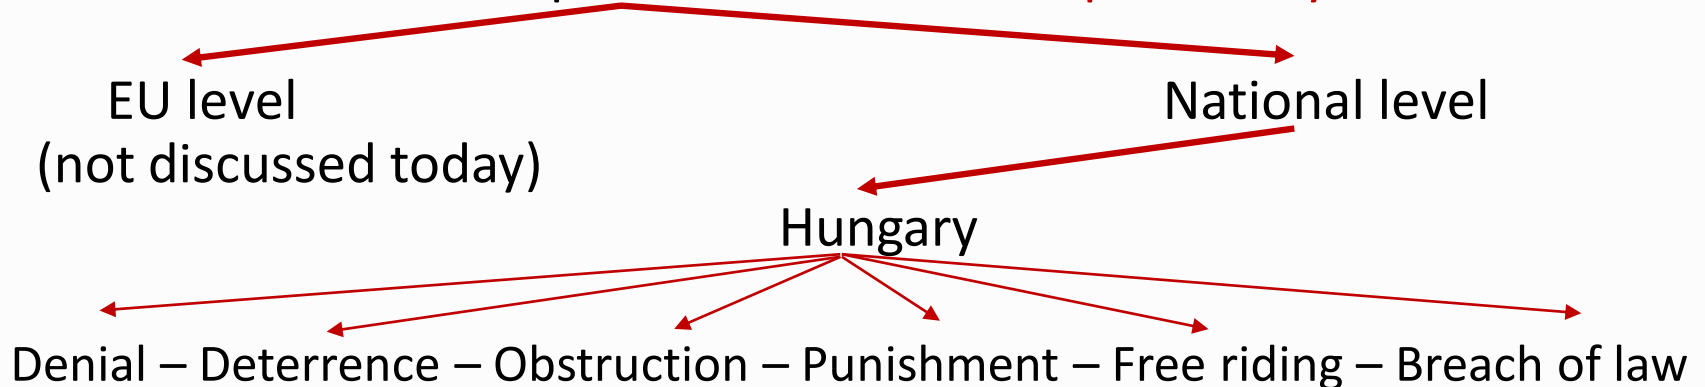 EU level
National level
(not discussed today)
Hungary
Denial – Deterrence – Obstruction – Punishment – Free riding – Breach of law